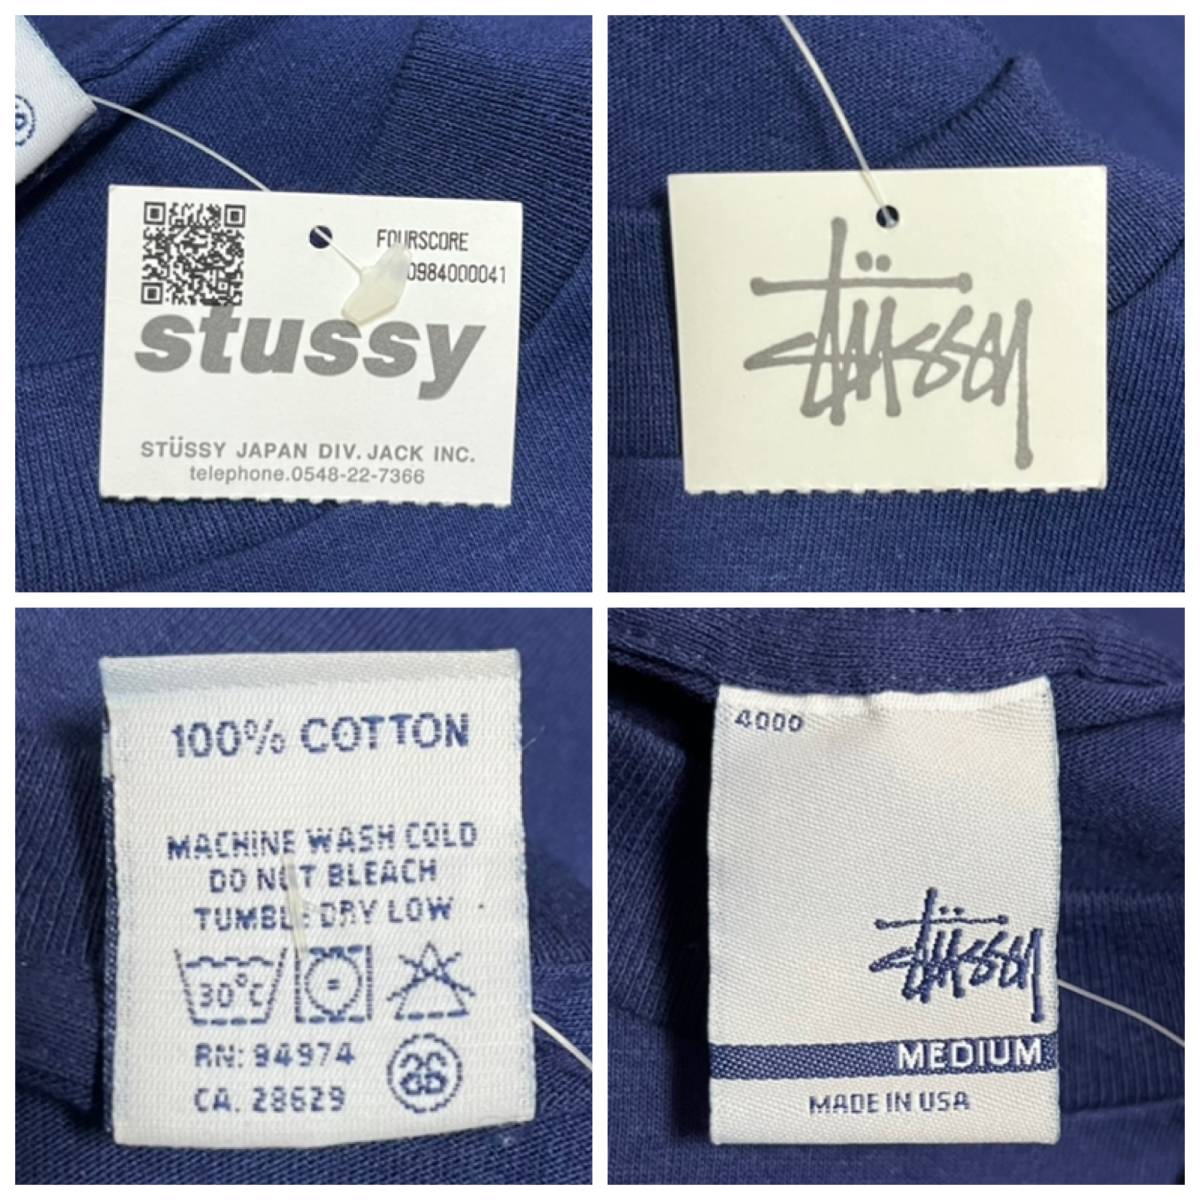 FOURSCORE
0984000041
stussy
STÜSSY JAPAN DIV. JACK INC.
telephone.0548-22-7366
Stüssy
100% COTTON
MACHINE WASH COLD
DO NOT BLEACH
TUMBLE DRY LOW
30°C
RN: 94974
CA. 28629
4000
Stüssy
MEDIUM
MADE IN USA